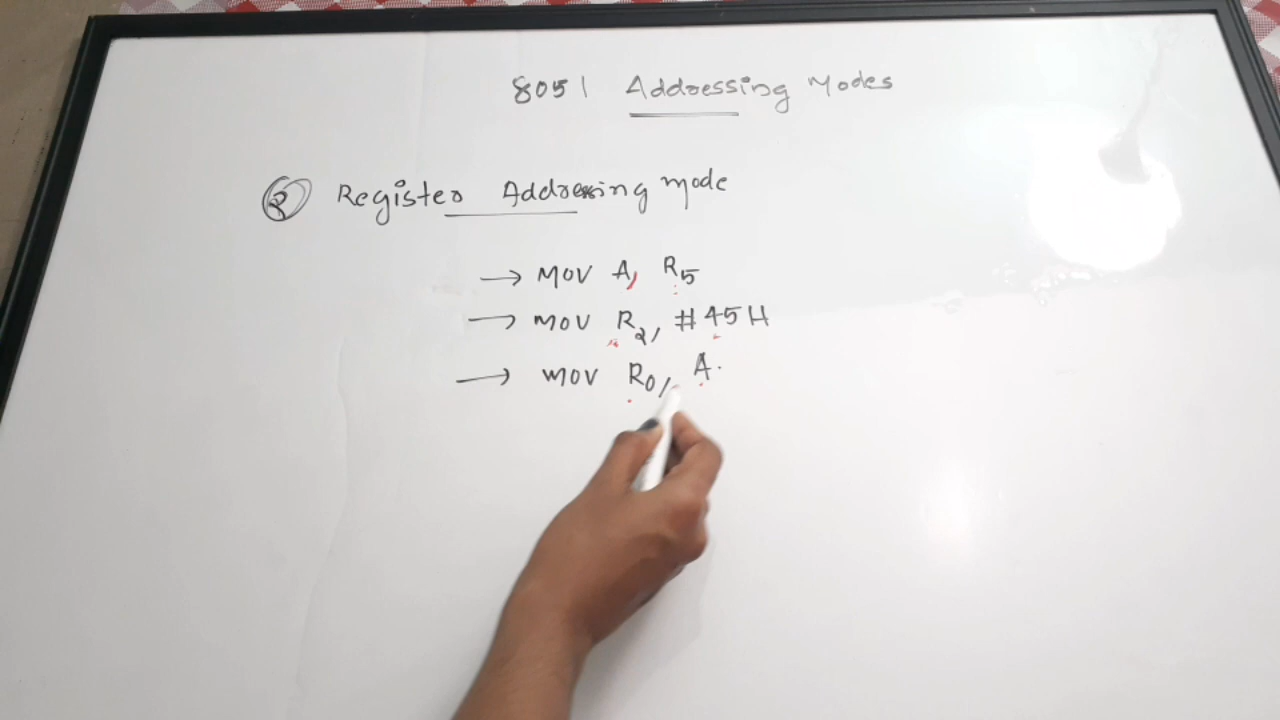 8051 Addressing Modes
② Register Addressing mode
→ MOV A, R5
→ MOV R2, #45H
→ MOV R0, A.